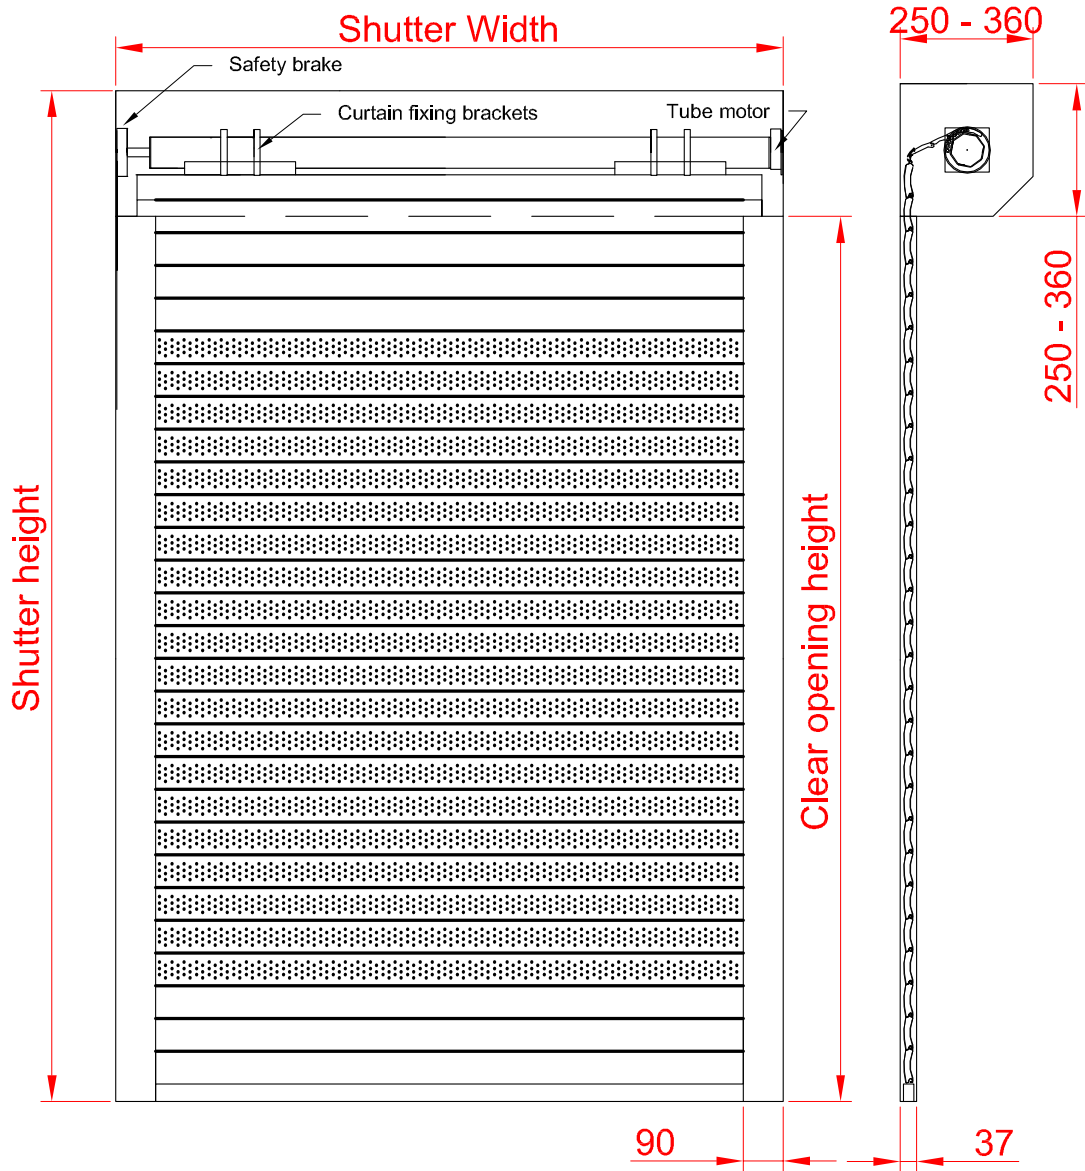 Shutter Width
250 - 360
Safety brake
Curtain fixing brackets
Tube motor
250 - 360
Shutter height
Clear opening height
90
37